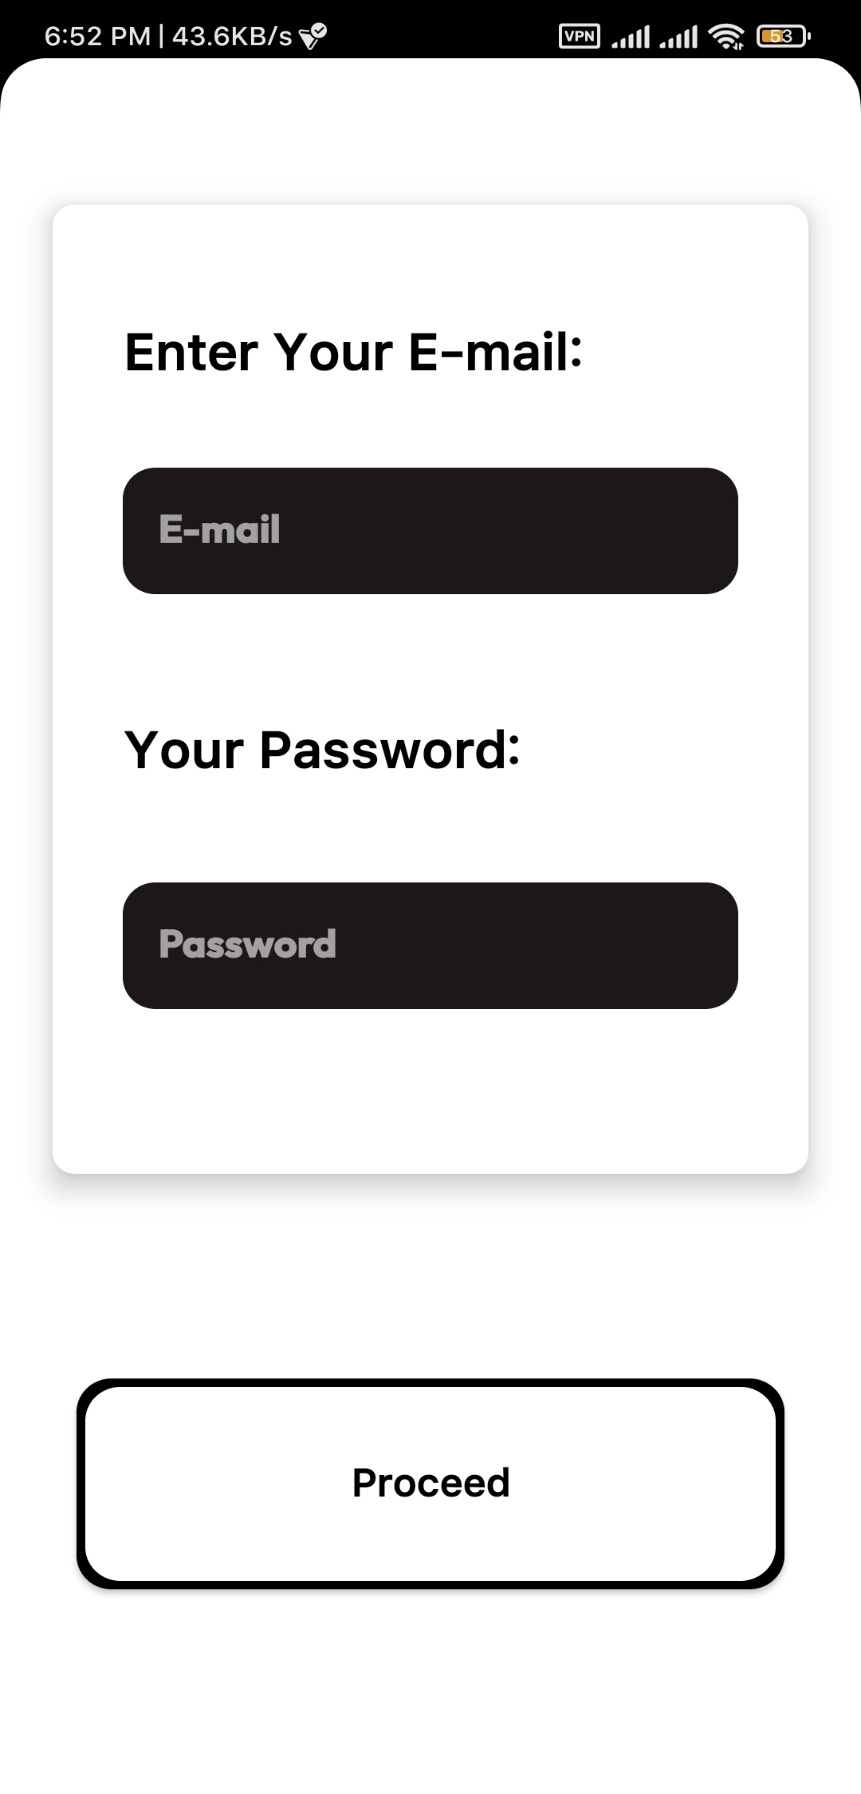 6:52 PM | 43.6KB/s VPN 53
Enter Your E-mail:
E-mail
Your Password:
Password
Proceed